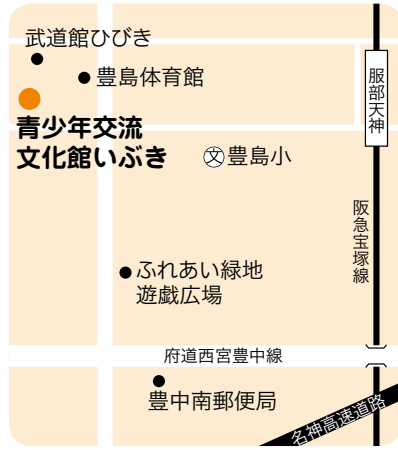 武道館ひびき
豊島体育館
服部天神
青少年交流
文化館いぶき
文豊島小
阪急宝塚線
ふれあい緑地
遊戯広場
府道西宮豊中線
豊中南郵便局
名神高速道路